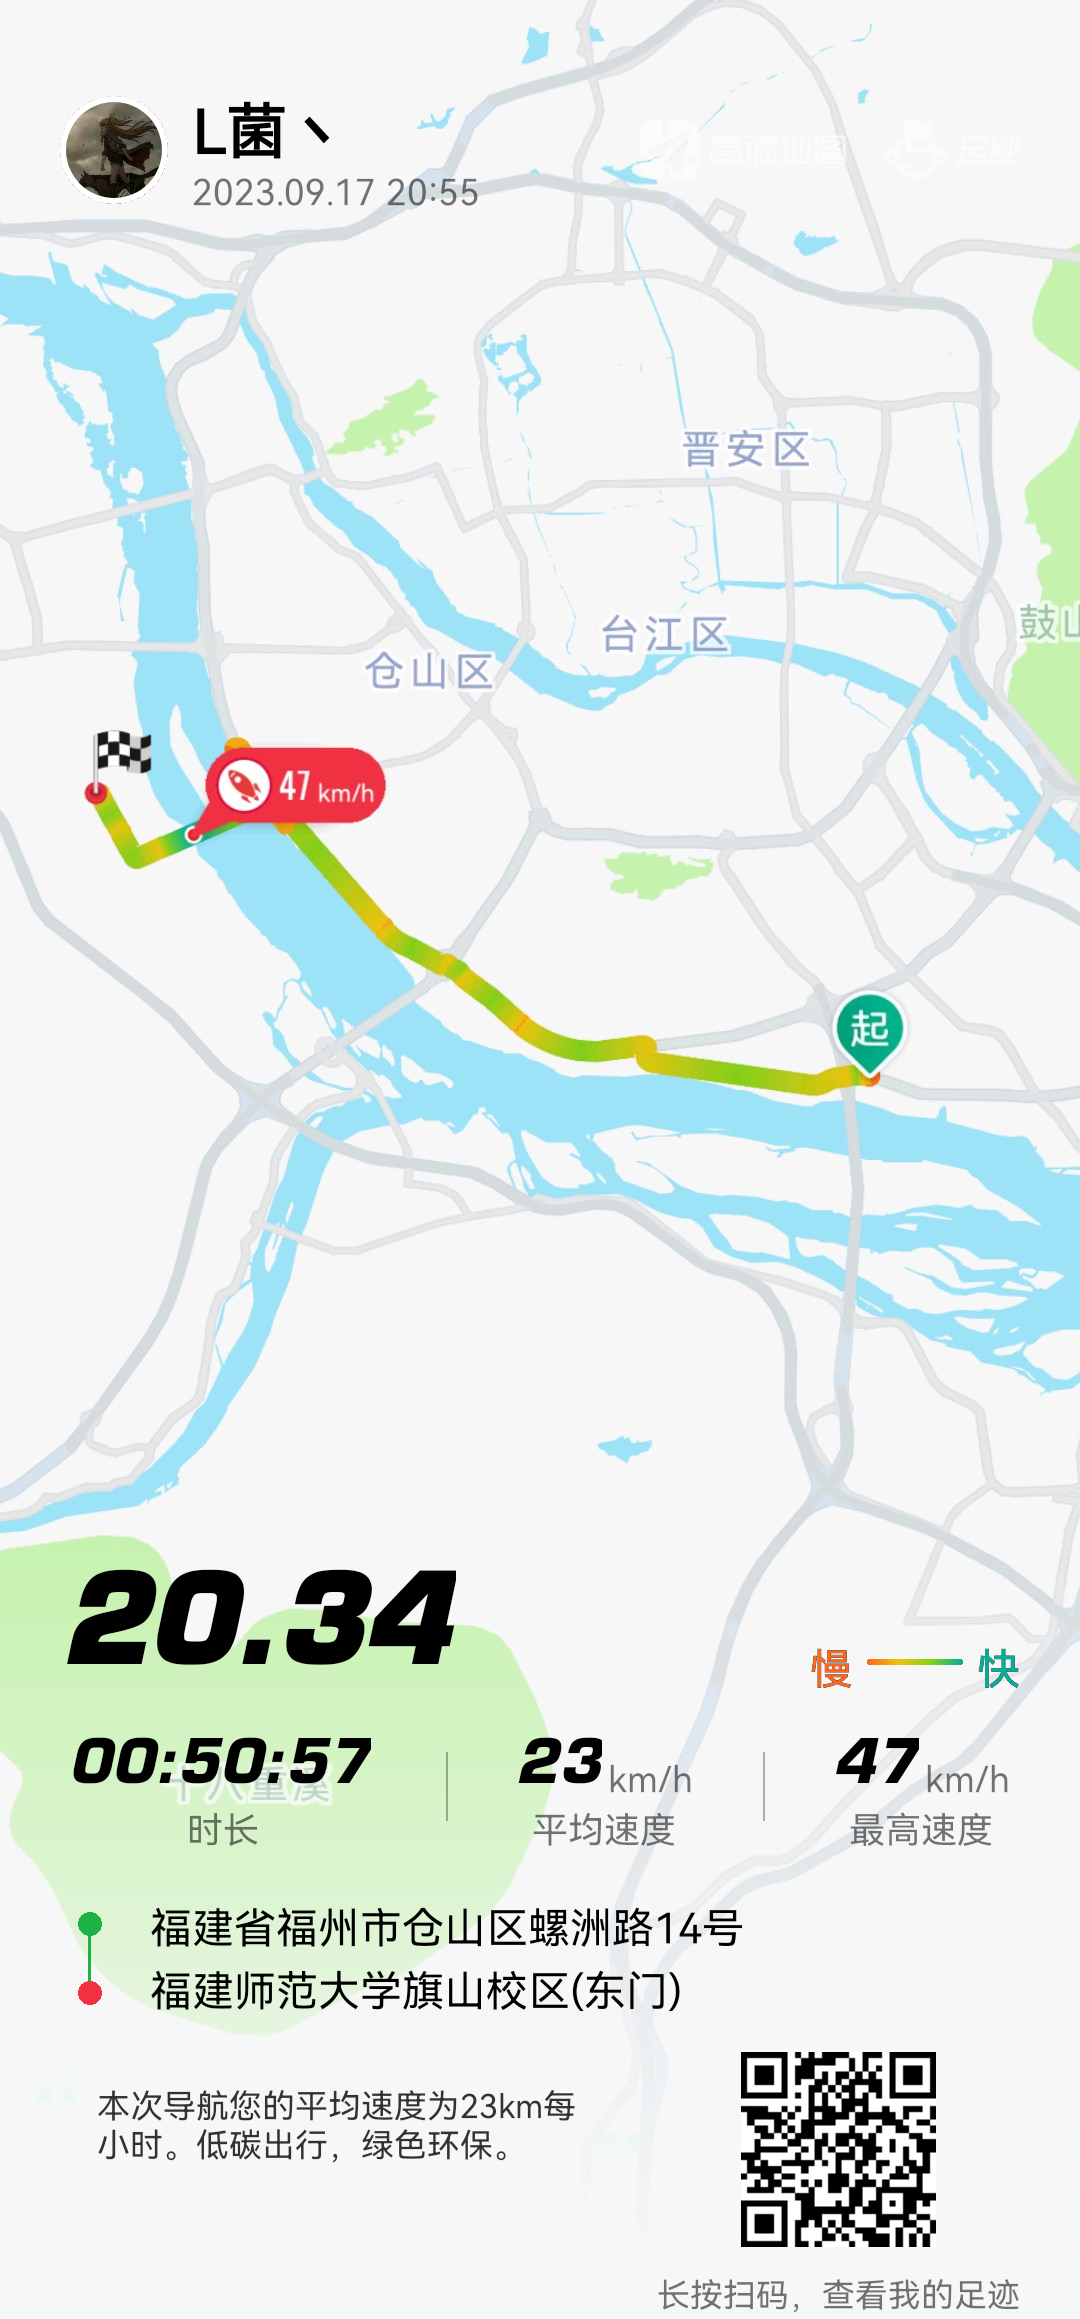 L菌丶
2023.09.17 20:55
高德地图
足迹
晋安区
鼓山
台江区
仓山区
47 km/h
起
20.34
慢
快
00:50:57
23 km/h
47 km/h
十八重溪
时长
平均速度
最高速度
福建省福州市仓山区螺洲路14号
福建师范大学旗山校区(东门)
本次导航您的平均速度为23km每
小时。低碳出行，绿色环保。
长按扫码，查看我的足迹